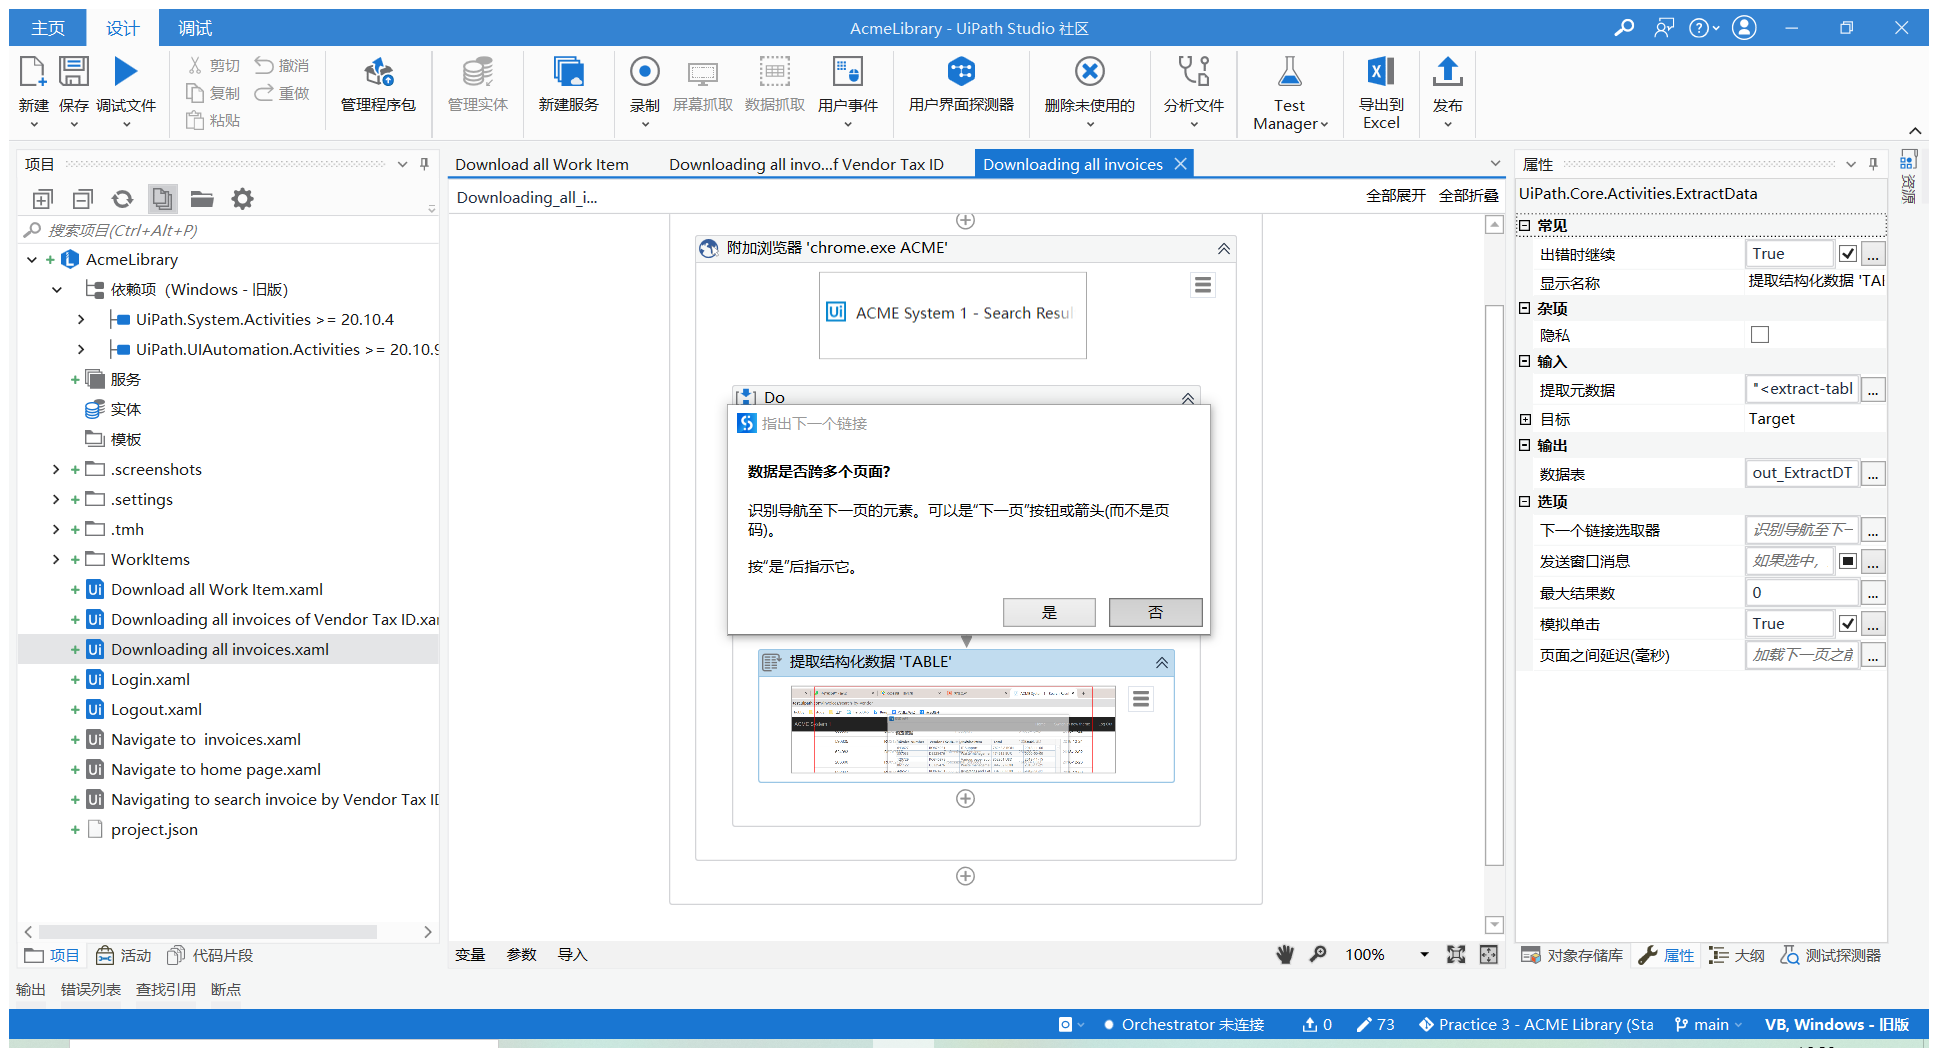 主页
设计
调试
AcmeLibrary - UiPath Studio 社区
新建
保存
调试文件
剪切
复制
粘贴
撤消
重做
管理程序包
管理实体
新建服务
录制
屏幕抓取
数据抓取
用户事件
用户界面探测器
删除未使用的
分析文件
Test
Manager
导出到
Excel
发布
项目
搜索项目(Ctrl+Alt+P)
AcmeLibrary
依赖项 (Windows - 旧版)
UiPath.System.Activities >= 20.10.4
UiPath.UIAutomation.Activities >= 20.10.9
服务
实体
模板
.screenshots
.settings
.tmh
WorkItems
Download all Work Item.xaml
Downloading all invoices of Vendor Tax ID.xa
Downloading all invoices.xaml
Login.xaml
Logout.xaml
Navigate to  invoices.xaml
Navigate to home page.xaml
Navigating to search invoice by Vendor Tax ID
project.json
项目
活动
代码片段
Download all Work Item
Downloading all invo...f Vendor Tax ID
Downloading all invoices
Downloading_all_i...
全部展开 全部折叠
附加浏览器 'chrome.exe ACME'
Ui ACME System 1 - Search Resul
Do
指出下一个链接
数据是否跨多个页面?
识别导航至下一页的元素。可以是“下一页”按钮或箭头(而不是页
码)。
按“是”后指示它。
是
否
提取结构化数据 'TABLE'
变量
参数
导入
100%
属性
UiPath.Core.Activities.ExtractData
常见
出错时继续 True ...
显示名称 提取结构化数据 'TAI
杂项
隐私
输入
提取元数据 "<extract-tabl ...
目标 Target
输出
数据表 out_ExtractDT ...
选项
下一个链接选取器 识别导航至下一 ...
发送窗口消息 如果选中, ...
最大结果数 0 ...
模拟单击 True ...
页面之间延迟(毫秒) 加载下一页之前 ...
资源
对象存储库
属性
大纲
测试探测器
输出 错误列表 查找引用 断点
Orchestrator 未连接
0
73
Practice 3 - ACME Library (Sta
main
VB, Windows - 旧版